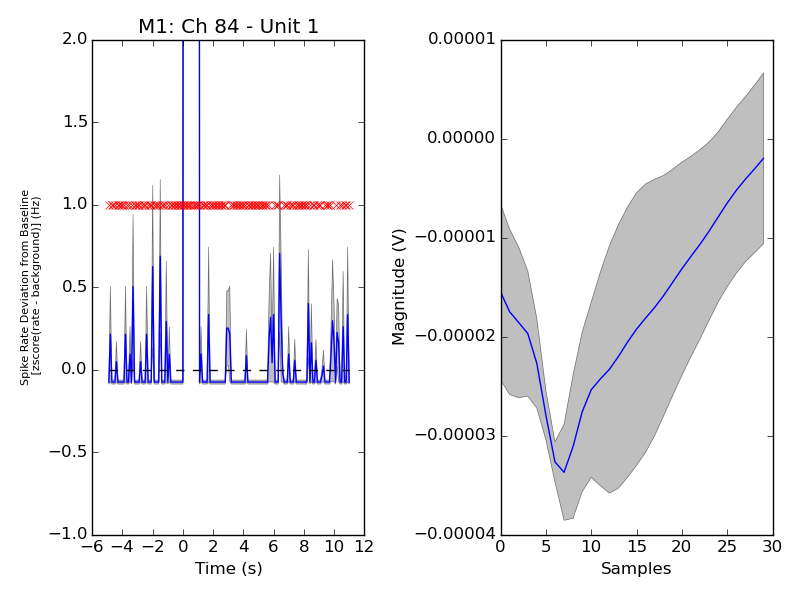 M1: Ch 84 - Unit 1
2.0
1.5
1.0
0.5
0.0
−0.5
−1.0
Spike Rate Deviation from Baseline
[zscore(rate - background)] (Hz)
−6 −4 −2 0 2 4 6 8 10 12
Time (s)
0.00001
0.00000
−0.00001
−0.00002
−0.00003
−0.00004
Magnitude (V)
0 5 10 15 20 25 30
Samples